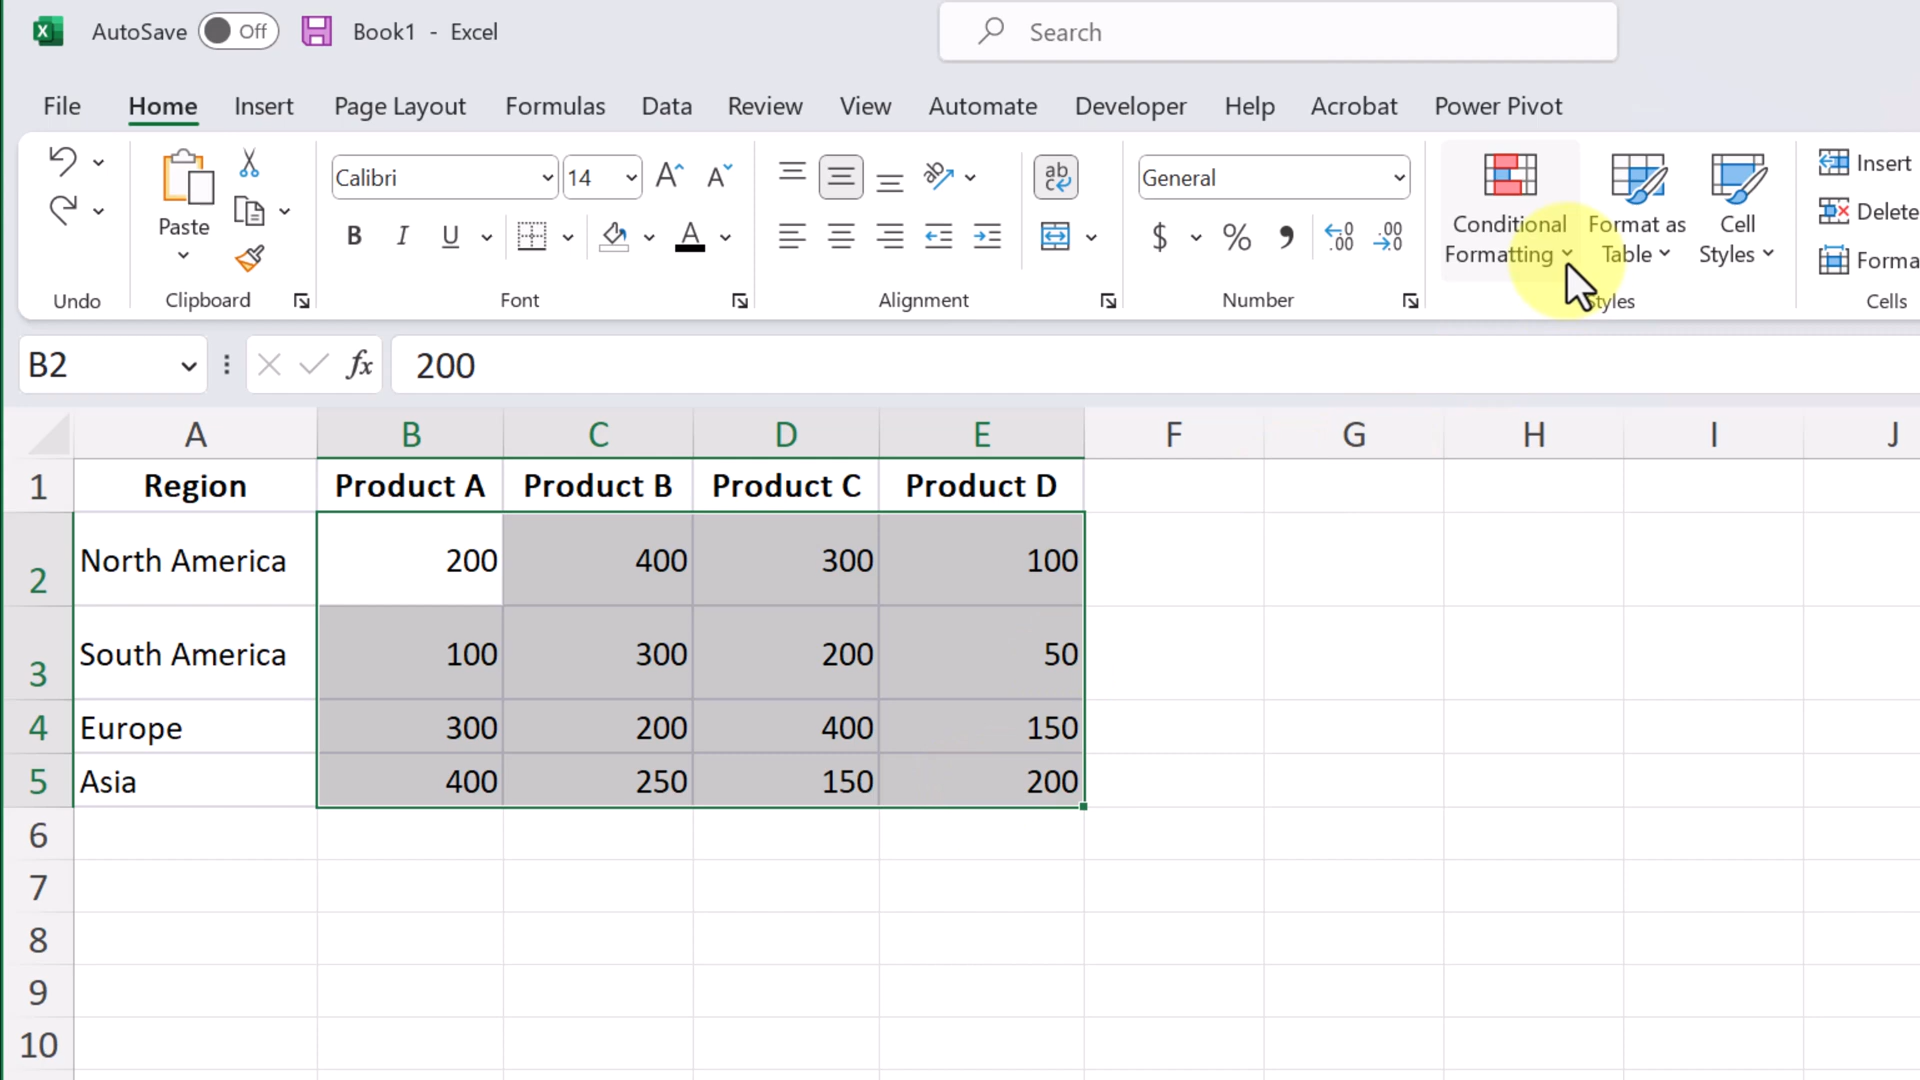 AutoSave Off Book1 - Excel Search
File Home Insert Page Layout Formulas Data Review View Automate Developer Help Acrobat Power Pivot
Paste
Calibri 14
ab
General
$ % .00 .00
Conditional Formatting
Format as Table
Cell Styles
Insert
Delete
Forma
Undo Clipboard Font Alignment Number Styles Cells
B2 fx 200
A B C D E F G H I J
1 Region Product A Product B Product C Product D
2 North America 200 400 300 100
3 South America 100 300 200 50
4 Europe 300 200 400 150
5 Asia 400 250 150 200
6
7
8
9
10